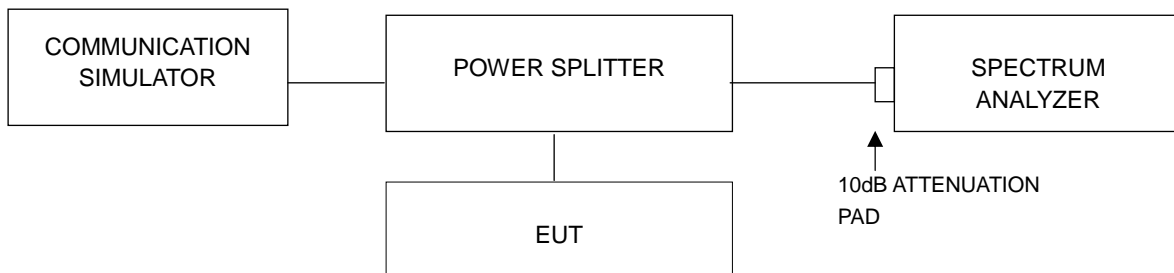 COMMUNICATION
SIMULATOR
POWER SPLITTER
SPECTRUM
ANALYZER
10dB ATTENUATION
PAD
EUT